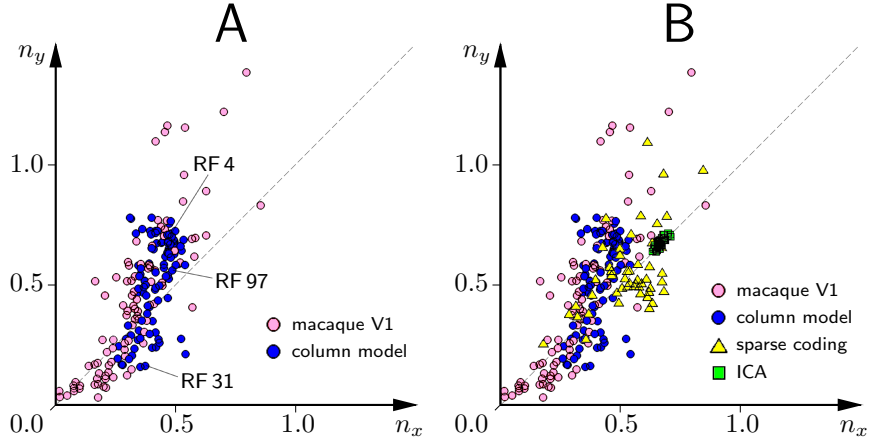 A
n_y
1.0
0.5
0.0
0.5
1.0
n_x
RF 4
RF 97
RF 31
macaque V1
column model
B
n_y
1.0
0.5
0.0
0.5
1.0
n_x
macaque V1
column model
sparse coding
ICA